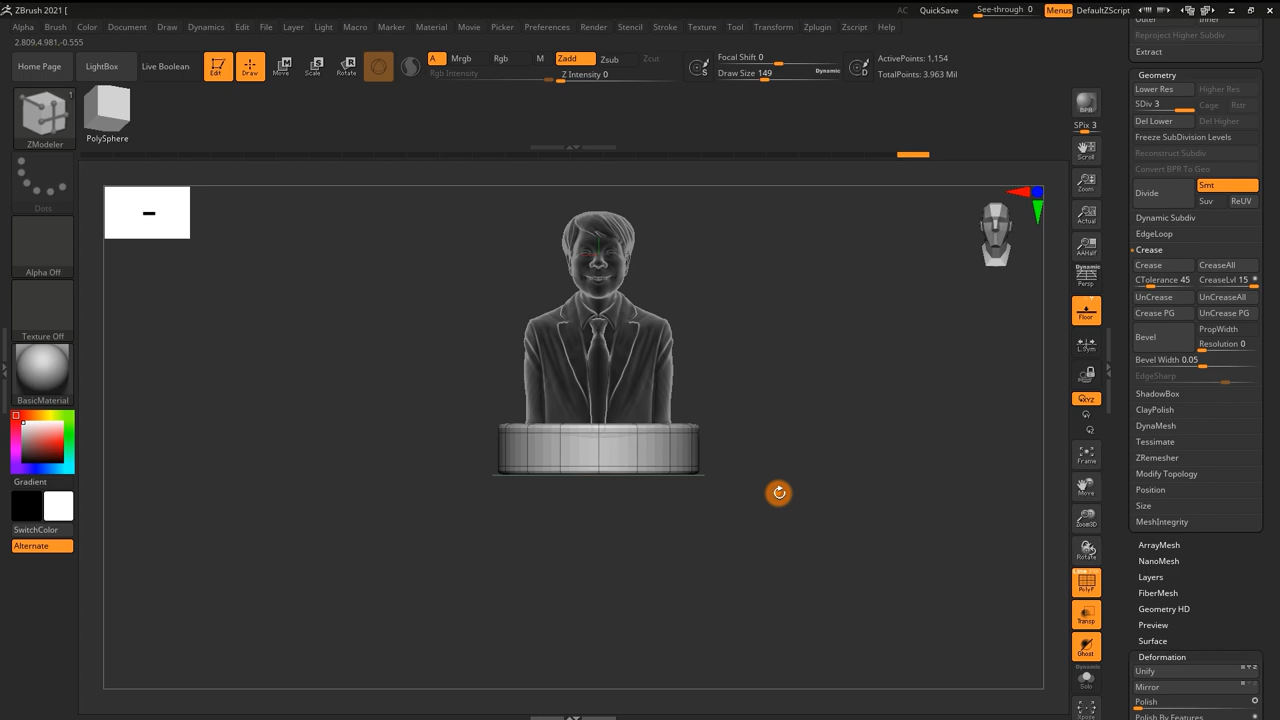 ZBrush 2021 [
AC QuickSave See-through 0 Menus DefaultZScript
Alpha Brush Color Document Draw Dynamics Edit File Layer Light Macro Marker Material Movie Picker Preferences Render Stencil Stroke Texture Tool Transform Zplugin Zscript Help
2.809,4.981,-0.555
Home Page LightBox Live Boolean Edit Draw Move Scale Rotate
A Mrgb Rgb M Zadd Zsub Zcut
Rgb Intensity Z Intensity 0
S Focal Shift 0
Draw Size 149 Dynamic
D ActivePoints: 1,154
TotalPoints: 3.963 Mil
1
ZModeler
PolySphere
Dots
Alpha Off
Texture Off
BasicMaterial
Gradient
SwitchColor
Alternate
-
BPR
SPix 3
Scroll
Zoom
Actual
AAHalf
Dynamic
Persp
Floor
L.Sym
XYZ
Y
Z
Frame
Move
Zoom3D
Rotate
Line Fill
PolyF
Transp
Ghost
Dynamic
Solo
Xpose
Outer Inner
Reproject Higher Subdiv
Extract
Geometry
Lower Res Higher Res
SDiv 3 Cage Rstr
Del Lower Del Higher
Freeze SubDivision Levels
Reconstruct Subdiv
Convert BPR To Geo
Divide Smt
Suv ReUV
Dynamic Subdiv
EdgeLoop
Crease
Crease CreaseAll
CTolerance 45 CreaseLvl 15
UnCrease UnCreaseAll
Crease PG UnCrease PG
Bevel PropWidth
Resolution 0
Bevel Width 0.05
EdgeSharp
ShadowBox
ClayPolish
DynaMesh
Tessimate
ZRemesher
Modify Topology
Position
Size
MeshIntegrity
ArrayMesh
NanoMesh
Layers
FiberMesh
Geometry HD
Preview
Surface
Deformation
Unify
Mirror
Polish
Polish By Features